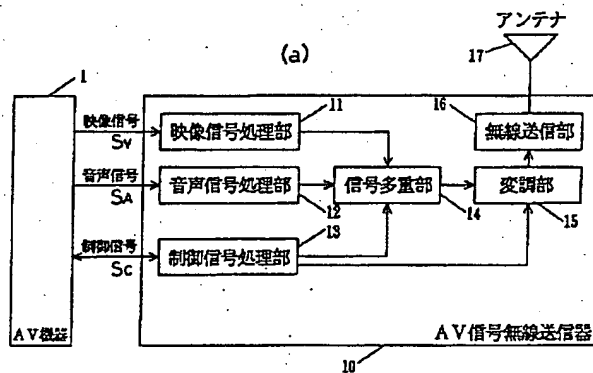 アンテナ
(a)
17
1
映像信号
SV
11
映像信号処理部
16
無線送信部
音声信号
SA
音声信号処理部
12
信号多重部
14
変調部
15
制御信号
SC
13
制御信号処理部
AV機器
AV信号無線送信器
10